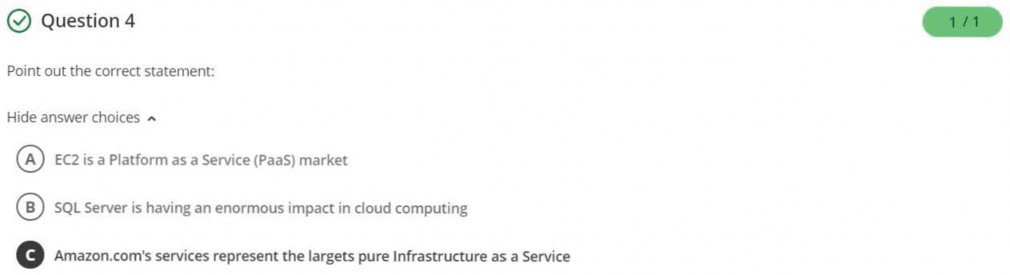 Question 4
1 / 1
Point out the correct statement:
Hide answer choices
A EC2 is a Platform as a Service (PaaS) market
B SQL Server is having an enormous impact in cloud computing
C Amazon.com's services represent the largets pure Infrastructure as a Service